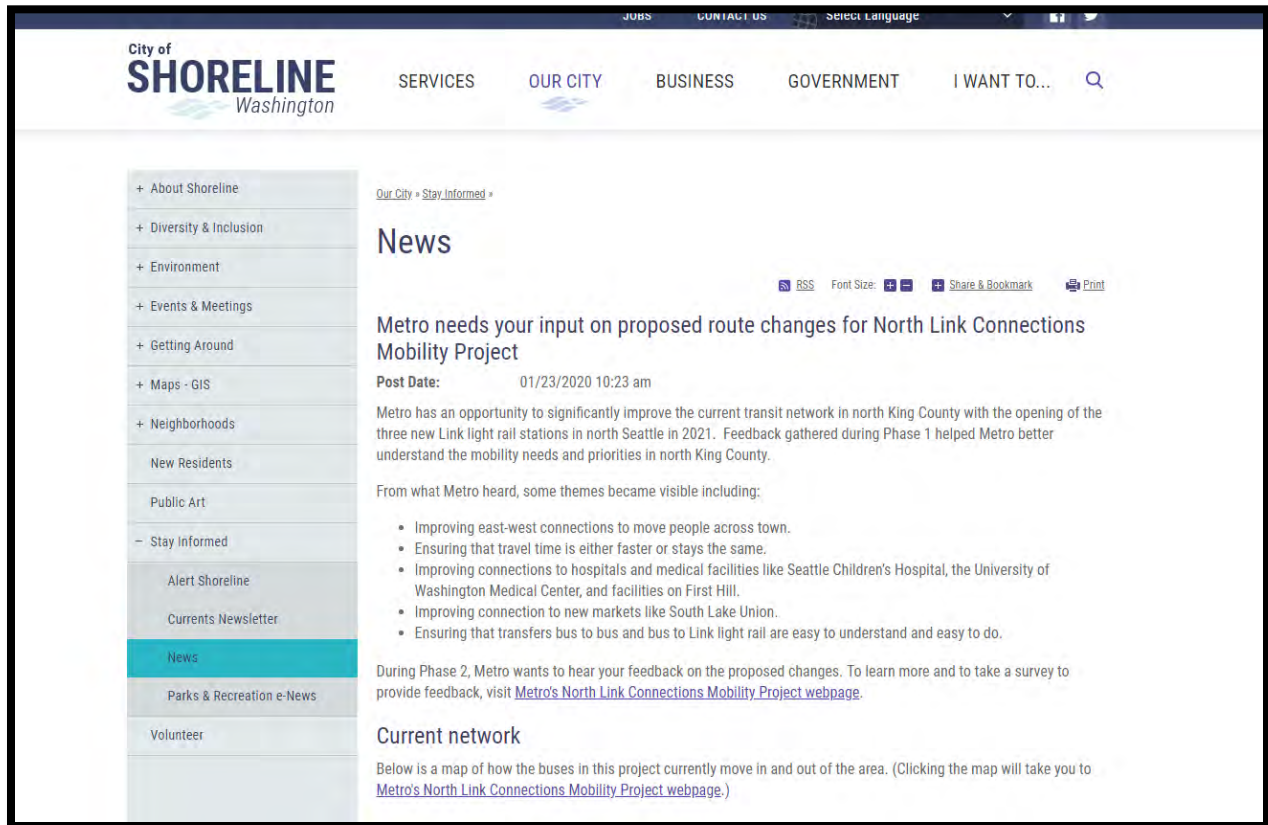 JOBS CONTACT US Select Language
City of
SHORELINE
Washington
SERVICES OUR CITY BUSINESS GOVERNMENT I WANT TO...
+ About Shoreline
+ Diversity & Inclusion
+ Environment
+ Events & Meetings
+ Getting Around
+ Maps - GIS
+ Neighborhoods
New Residents
Public Art
− Stay Informed
Alert Shoreline
Currents Newsletter
News
Parks & Recreation e-News
Volunteer
Our City » Stay Informed »
News
RSS Font Size: + − + Share & Bookmark Print
Metro needs your input on proposed route changes for North Link Connections
Mobility Project
Post Date: 01/23/2020 10:23 am
Metro has an opportunity to significantly improve the current transit network in north King County with the opening of the
three new Link light rail stations in north Seattle in 2021. Feedback gathered during Phase 1 helped Metro better
understand the mobility needs and priorities in north King County.
From what Metro heard, some themes became visible including:
• Improving east-west connections to move people across town.
• Ensuring that travel time is either faster or stays the same.
• Improving connections to hospitals and medical facilities like Seattle Children's Hospital, the University of
Washington Medical Center, and facilities on First Hill.
• Improving connection to new markets like South Lake Union.
• Ensuring that transfers bus to bus and bus to Link light rail are easy to understand and easy to do.
During Phase 2, Metro wants to hear your feedback on the proposed changes. To learn more and to take a survey to
provide feedback, visit Metro's North Link Connections Mobility Project webpage.
Current network
Below is a map of how the buses in this project currently move in and out of the area. (Clicking the map will take you to
Metro's North Link Connections Mobility Project webpage.)